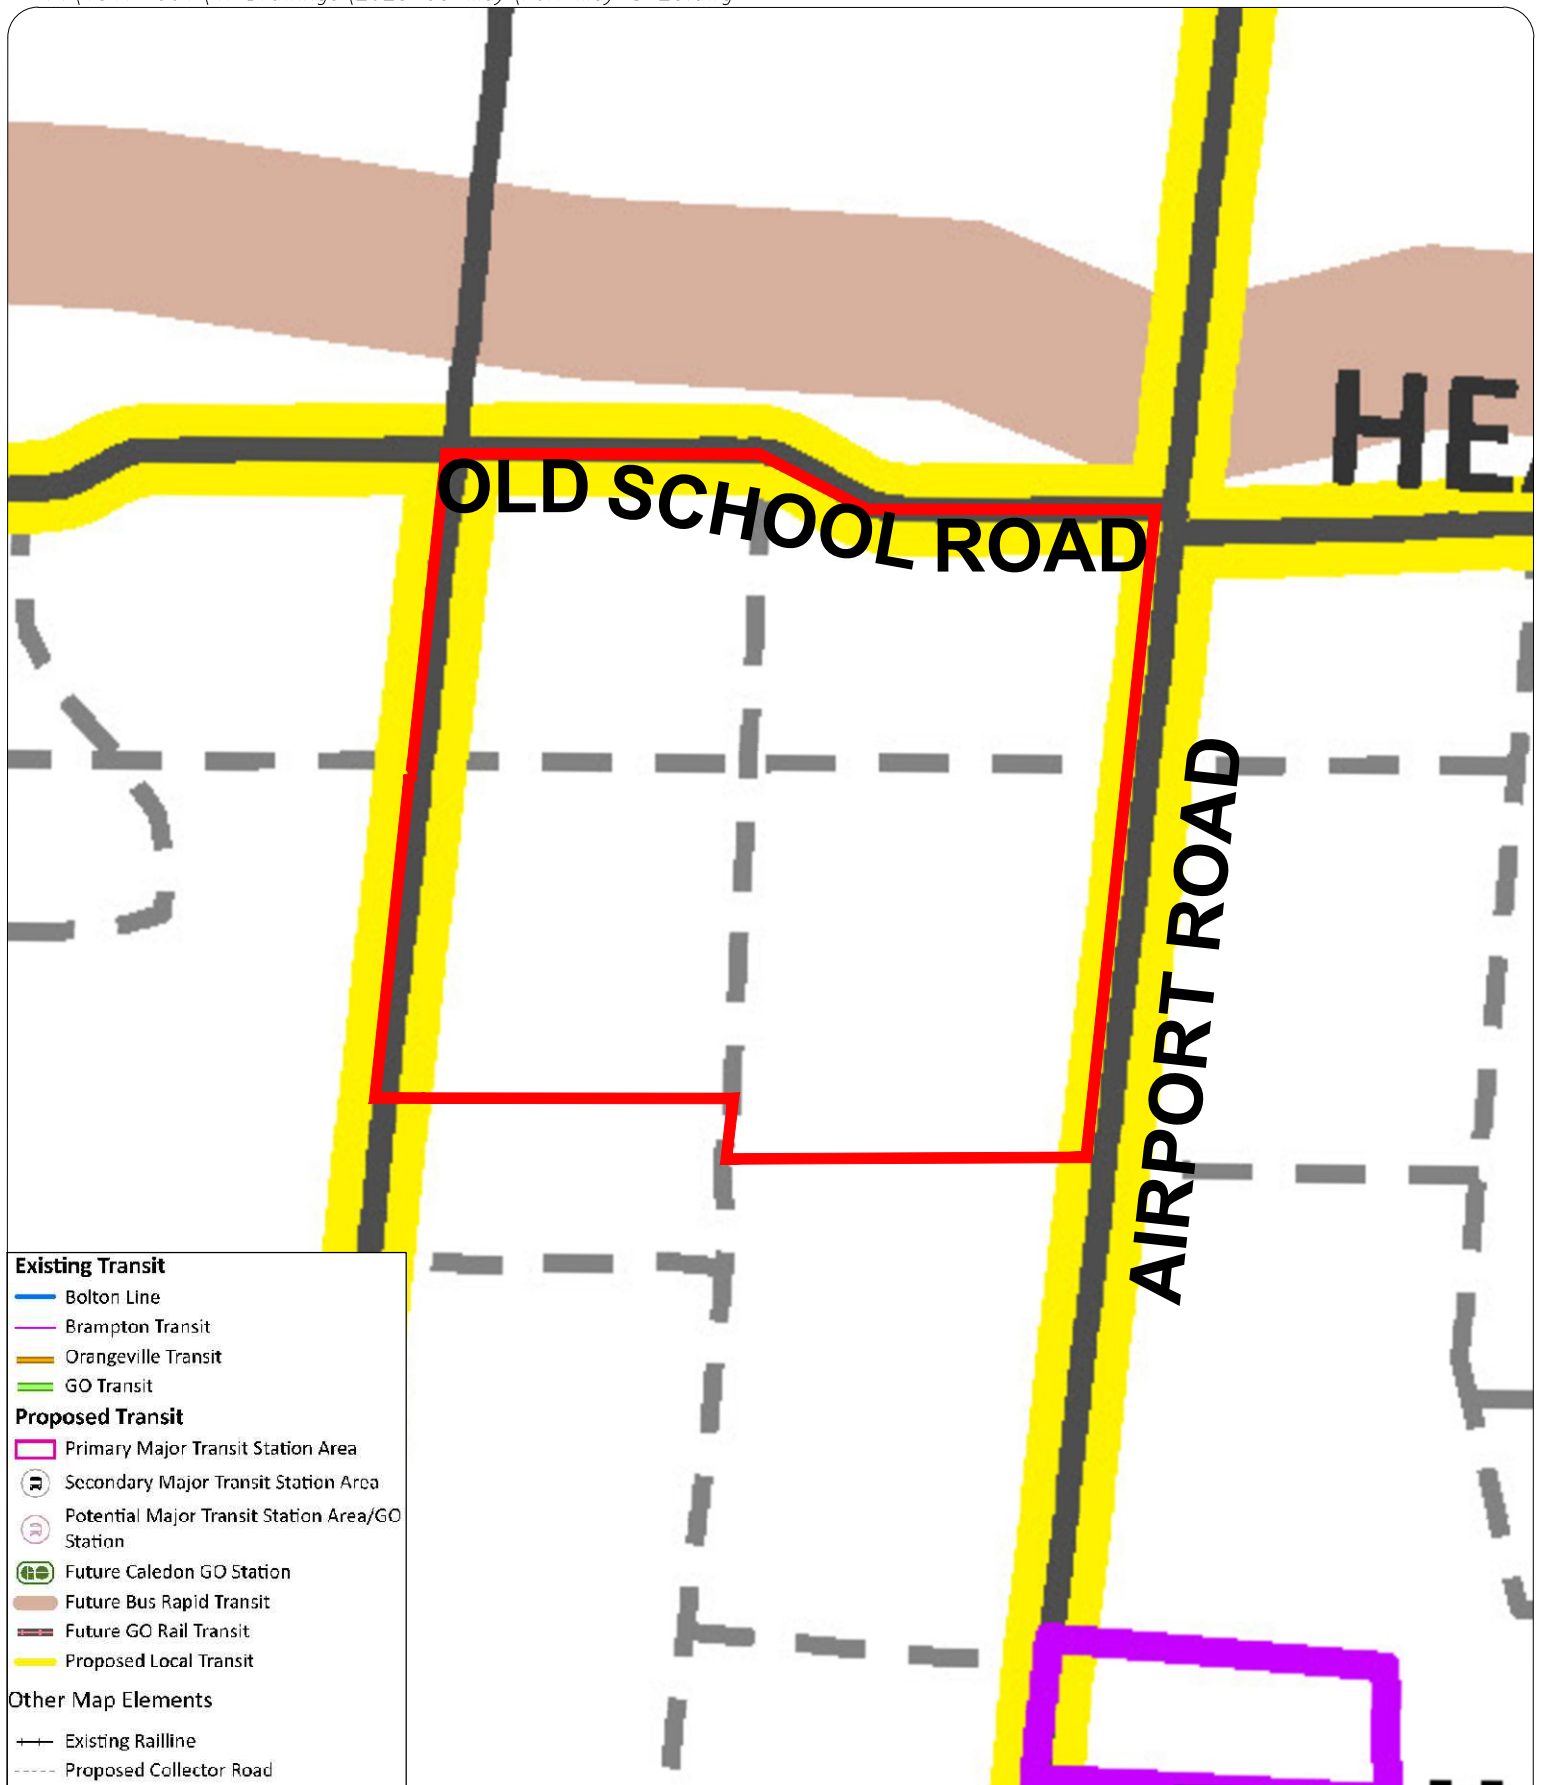 HEA
OLD SCHOOL ROAD
AIRPORT ROAD
Existing Transit
Bolton Line
Brampton Transit
Orangeville Transit
GO Transit
Proposed Transit
Primary Major Transit Station Area
Secondary Major Transit Station Area
Potential Major Transit Station Area/GO
Station
GO
Future Caledon GO Station
Future Bus Rapid Transit
Future GO Rail Transit
Proposed Local Transit
Other Map Elements
Existing Railline
Proposed Collector Road